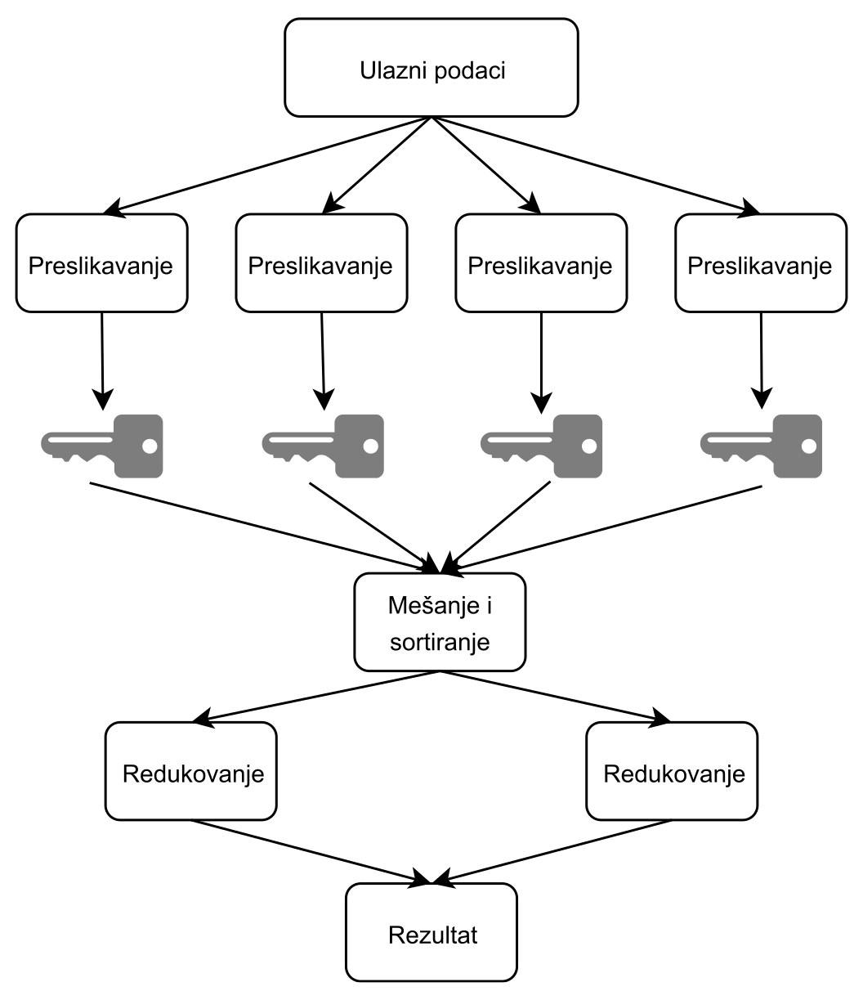 Ulazni podaci
Preslikavanje
Preslikavanje
Preslikavanje
Preslikavanje
Mešanje i
sortiranje
Redukovanje
Redukovanje
Rezultat